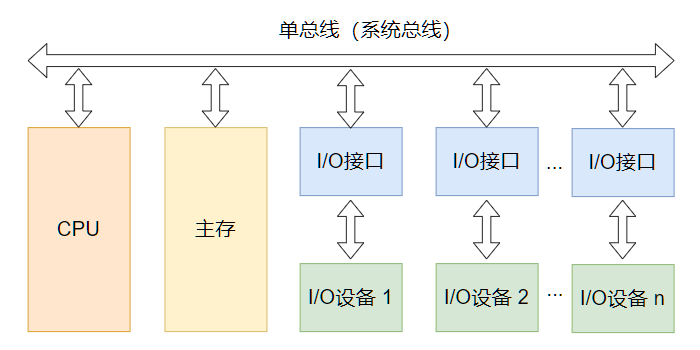 单总线（系统总线）
CPU
主存
I/O接口
I/O接口
...
I/O接口
I/O设备 1
I/O设备 2
...
I/O设备 n